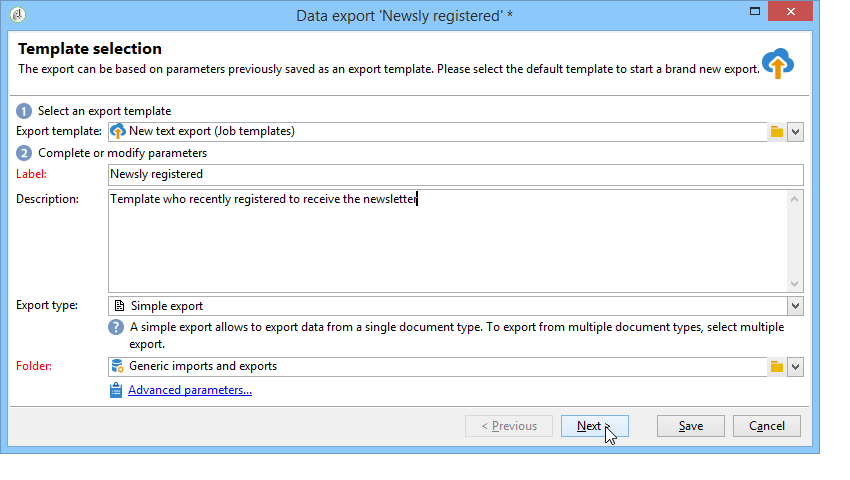 Data export 'Newsly registered' *
Template selection
The export can be based on parameters previously saved as an export template. Please select the default template to start a brand new export.
1 Select an export template
Export template: New text export (Job templates)
2 Complete or modify parameters
Label: Newsly registered
Description: Template who recently registered to receive the newsletter
Export type: Simple export
? A simple export allows to export data from a single document type. To export from multiple document types, select multiple
export.
Folder: Generic imports and exports
Advanced parameters...
< Previous Next > Save Cancel